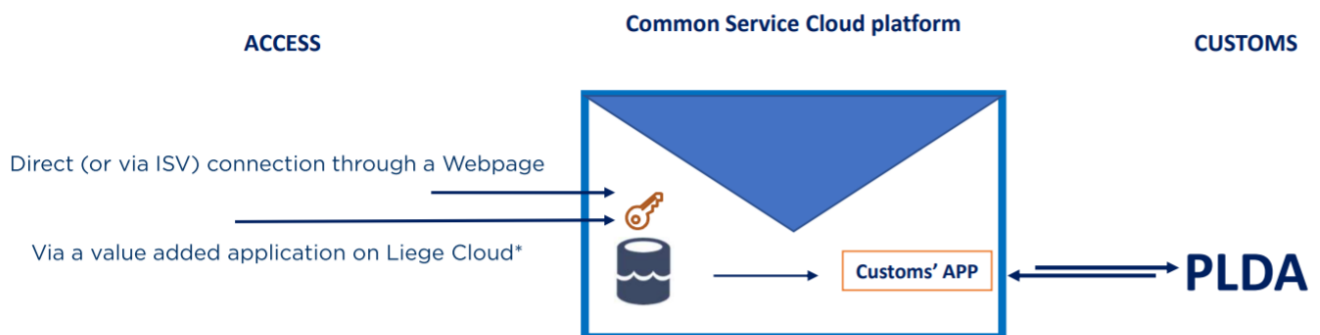 Common Service Cloud platform
ACCESS
CUSTOMS
Direct (or via ISV) connection through a Webpage
Via a value added application on Liege Cloud*
Customs’ APP
PLDA